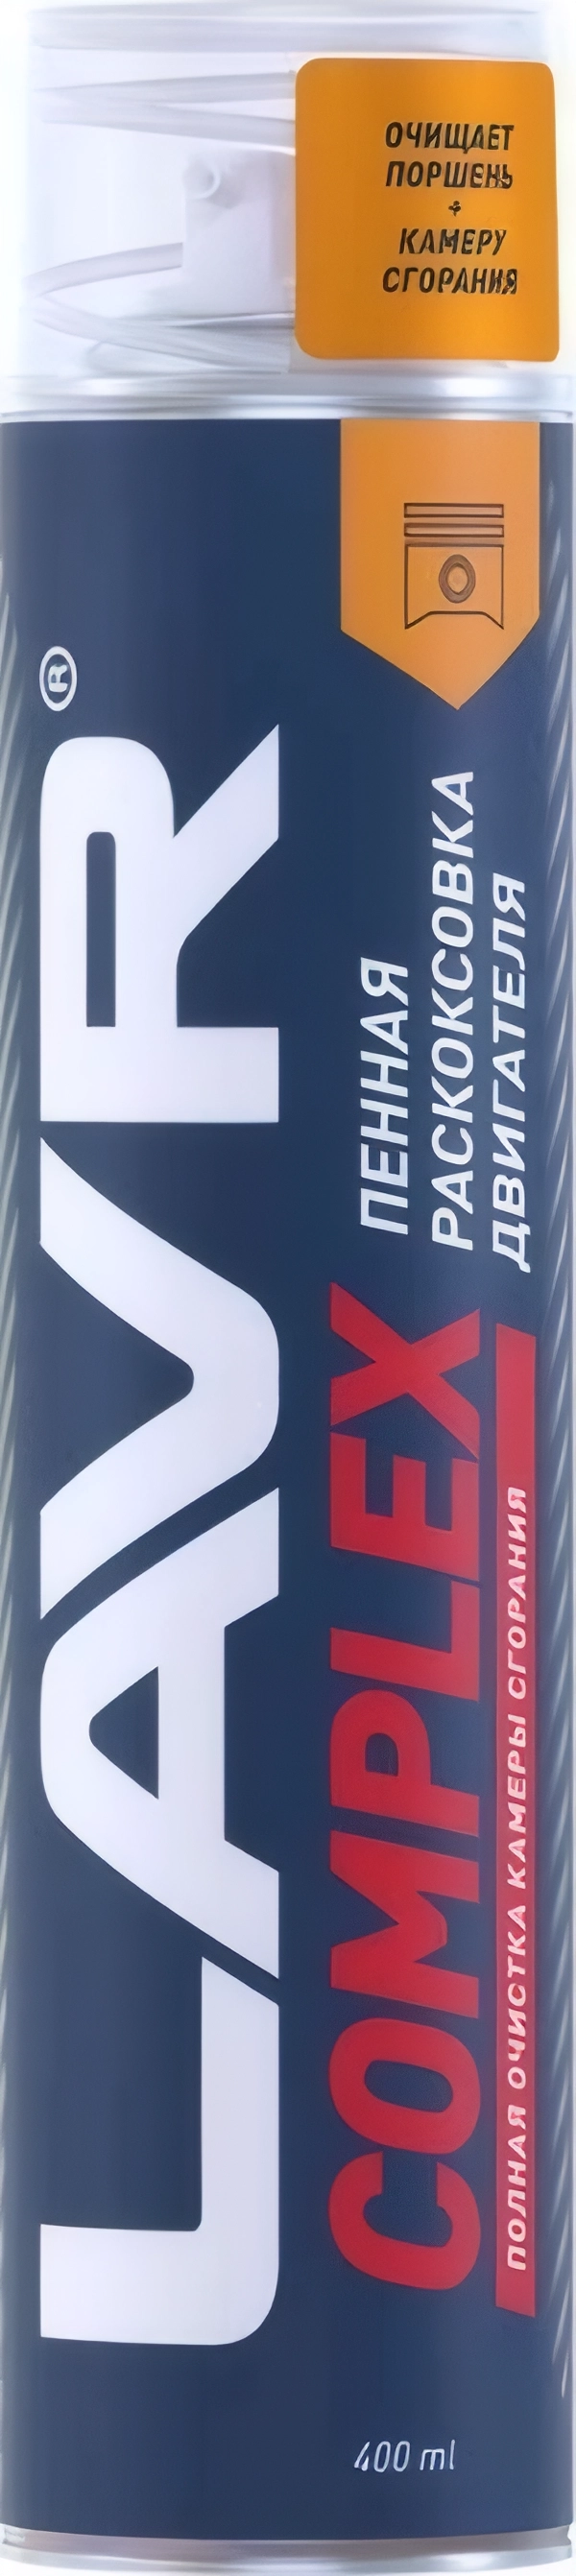 ОЧИЩАЕТ
ПОРШЕНЬ
+
КАМЕРУ
СГОРАНИЯ
LAVR®
COMPLEX
ПЕННАЯ
РАСКОКСОВКА
ДВИГАТЕЛЯ
ПОЛНАЯ ОЧИСТКА КАМЕРЫ СГОРАНИЯ
400 ml